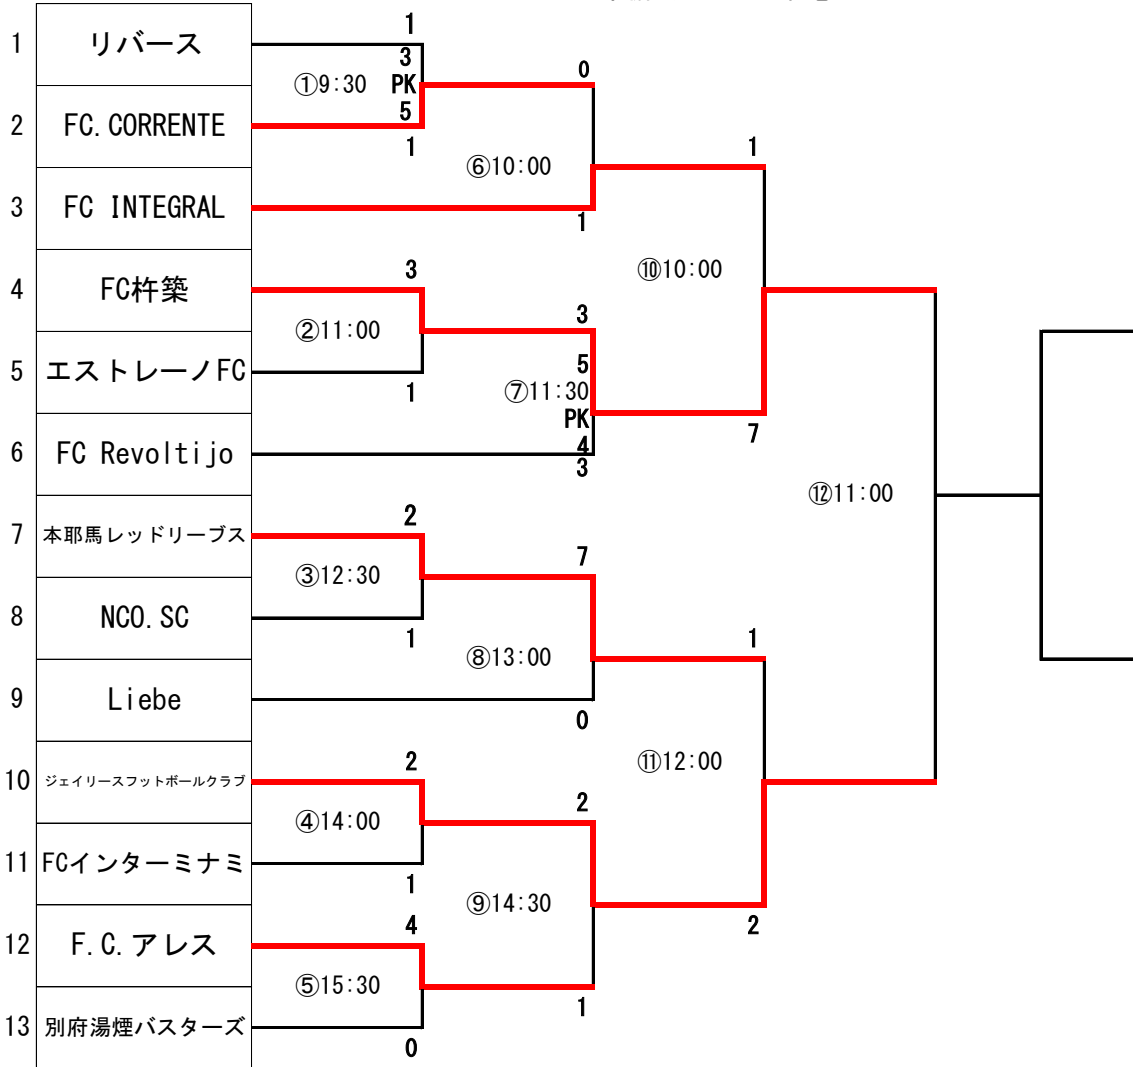 1 リバース
2 FC.CORRENTE
3 FC INTEGRAL
4 FC杵築
5 エストレーノFC
6 FC Revoltijo
7 本耶馬レッドリーブス
8 NCO.SC
9 Liebe
10 ジェイリースフットボールクラブ
11 FCインターミナミ
12 F.C.アレス
13 別府湯煙バスターズ
1
3
①9:30 PK
5
1
3
②11:00
1
2
③12:30
1
2
④14:00
1
4
⑤15:30
0
0
⑥10:00
1
3
5
⑦11:30
PK
4
3
7
⑧13:00
0
2
⑨14:30
1
1
⑩10:00
7
1
⑪12:00
2
⑫11:00